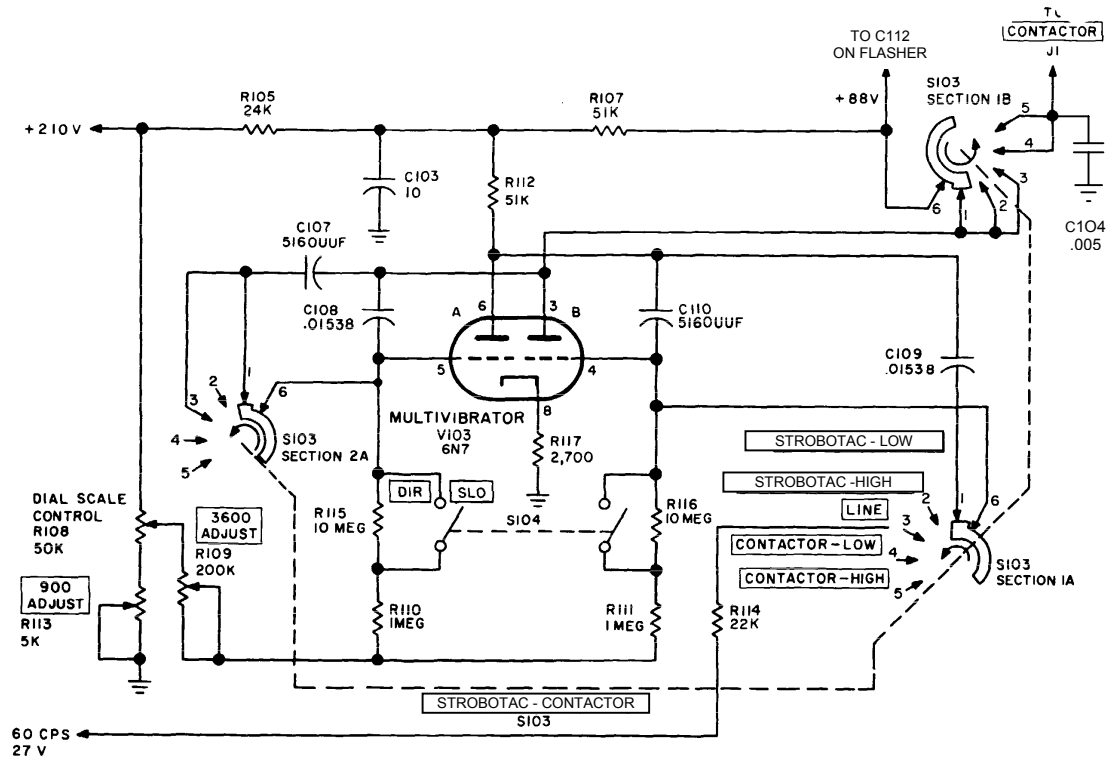 TO C112
ON FLASHER
CONTACTOR
J1
+88V
S103
SECTION 1B
R105
24K
R107
51K
+210V
5
4
3
2
1
6
C103
10
R112
51K
C104
.005
C107
5160UUF
C108
.01538
A
6
3
B
C110
5160UUF
5
4
8
C109
.01538
2
1
3
6
4
5
S103
SECTION 2A
MULTIVIBRATOR
V103
6N7
R117
2,700
STROBOTAC - LOW
STROBOTAC -HIGH
LINE
CONTACTOR-LOW
CONTACTOR-HIGH
2
1
6
3
4
5
S103
SECTION 1A
DIR
SLO
S104
R115
10 MEG
R116
10 MEG
DIAL SCALE
CONTROL
R108
50K
3600
ADJUST
R109
200K
900
ADJUST
R113
5K
R110
1MEG
R111
1 MEG
R114
22K
STROBOTAC - CONTACTOR
S103
60 CPS
27 V